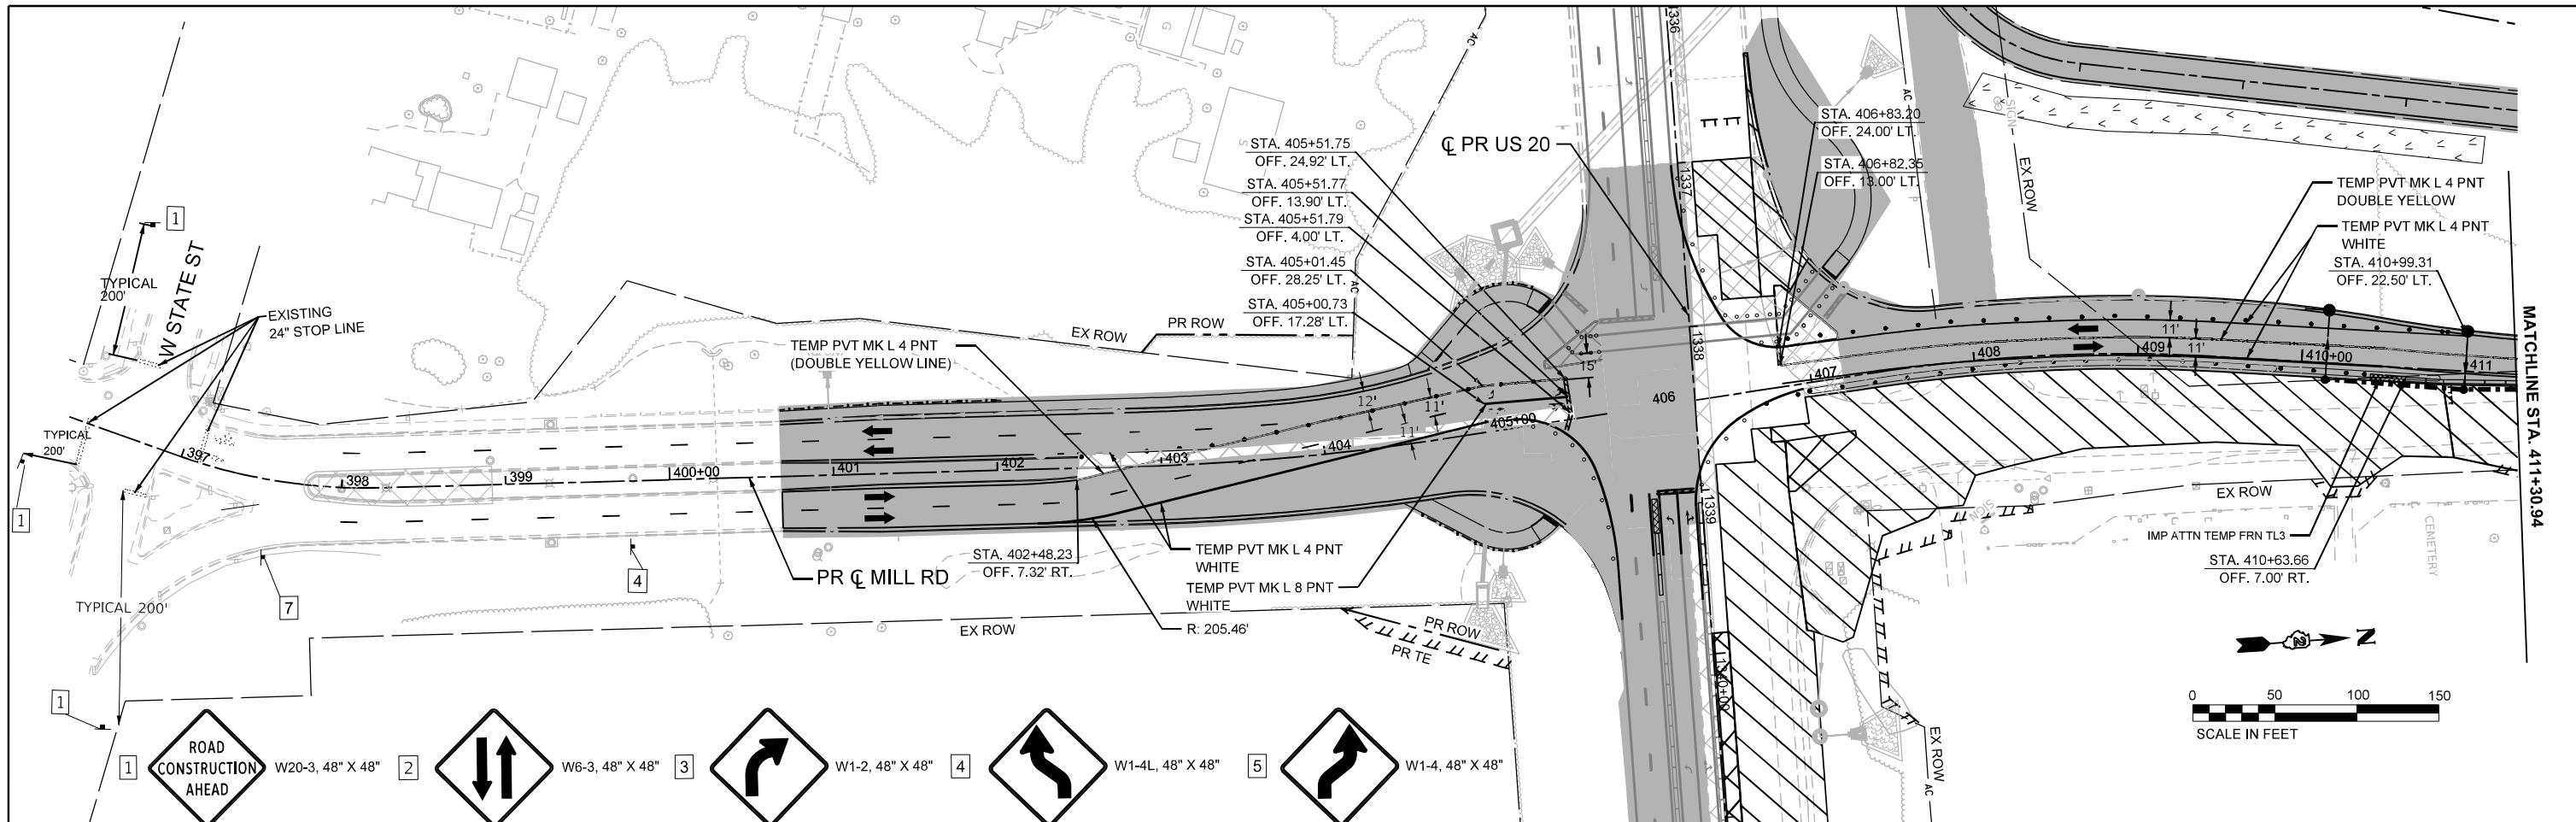 1336
AC
G
S
STA. 405+51.75
OFF. 24.92' LT.
STA. 405+51.77
OFF. 13.90' LT.
STA. 405+51.79
OFF. 4.00' LT.
STA. 405+01.45
OFF. 28.25' LT.
STA. 405+00.73
OFF. 17.28' LT.
℄ PR US 20
1337
STA. 406+83.20
OFF. 24.00' LT.
STA. 406+82.35
OFF. 13.00' LT.
AC
SIGN
EX ROW
TEMP PVT MK L 4 PNT
DOUBLE YELLOW
TEMP PVT MK L 4 PNT
WHITE
STA. 410+99.31
OFF. 22.50' LT.
MATCHLINE STA. 411+30.94
1
TYPICAL
200'
W STATE ST
EXISTING
24" STOP LINE
AC
EX ROW
PR ROW
TEMP PVT MK L 4 PNT
(DOUBLE YELLOW LINE)
1338
15'
12'
11'
11'
11'
11'
397
398
399
400+00
401
402
403
404
405+00
406
407
408
409
410+00
411
TYPICAL
200'
1
TYPICAL 200'
7
4
1
STA. 402+48.23
OFF. 7.32' RT.
PR ℄ MILL RD
TEMP PVT MK L 4 PNT
WHITE
TEMP PVT MK L 8 PNT
WHITE
R: 205.46'
EX ROW
PR ROW
PR TE
1339
1340+00
SIGN
EX ROW
IMP ATTN TEMP FRN TL3
STA. 410+63.66
OFF. 7.00' RT.
CEMETERY
EX ROW
AC
N
0 50 100 150
SCALE IN FEET
1
ROAD
CONSTRUCTION
AHEAD
W20-3, 48" X 48"
2
W6-3, 48" X 48"
3
W1-2, 48" X 48"
4
W1-4L, 48" X 48"
5
W1-4, 48" X 48"